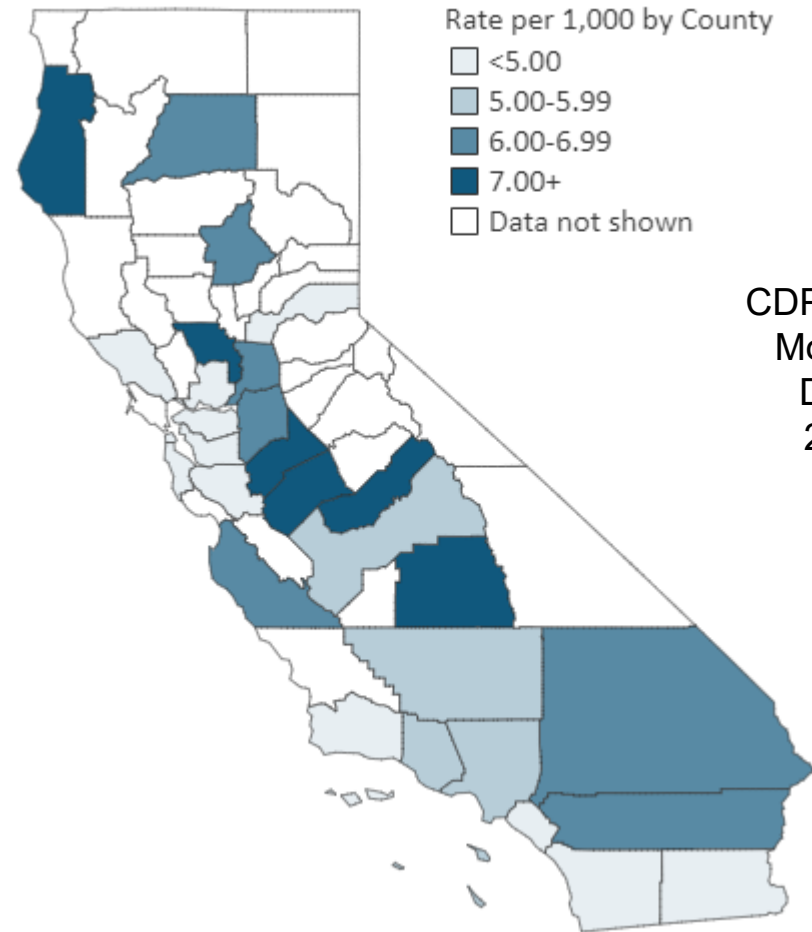 Rate per 1,000 by County
<5.00
5.00-5.99
6.00-6.99
7.00+
Data not shown